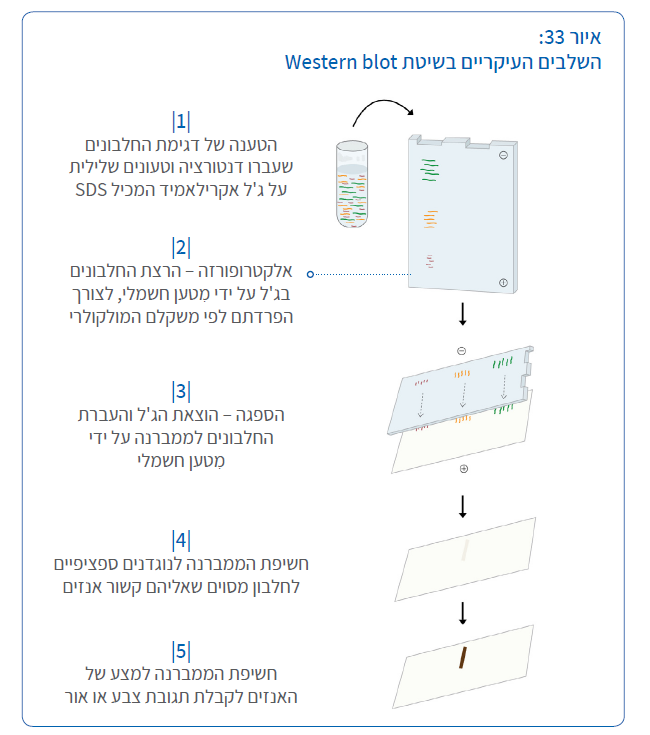 איור 33:
השלבים העיקריים בשיטת Western blot
|1|
הטענה של דגימת החלבונים
שעברו דנטורציה וטעונים שלילית
על ג'ל אקרילאמיד המכיל SDS
|2|
אלקטרופורזה – הרצת החלבונים
בג'ל על ידי מִטען חשמלי, לצורך
הפרדתם לפי משקלם המולקולרי
|3|
הספגה – הוצאת הג'ל והעברת
החלבונים לממברנה על ידי
מִטען חשמלי
|4|
חשיפת הממברנה לנוגדנים ספציפיים
לחלבון מסוים שאליהם קשור אנזים
|5|
חשיפת הממברנה למצע של
האנזים לקבלת תגובת צבע או אור